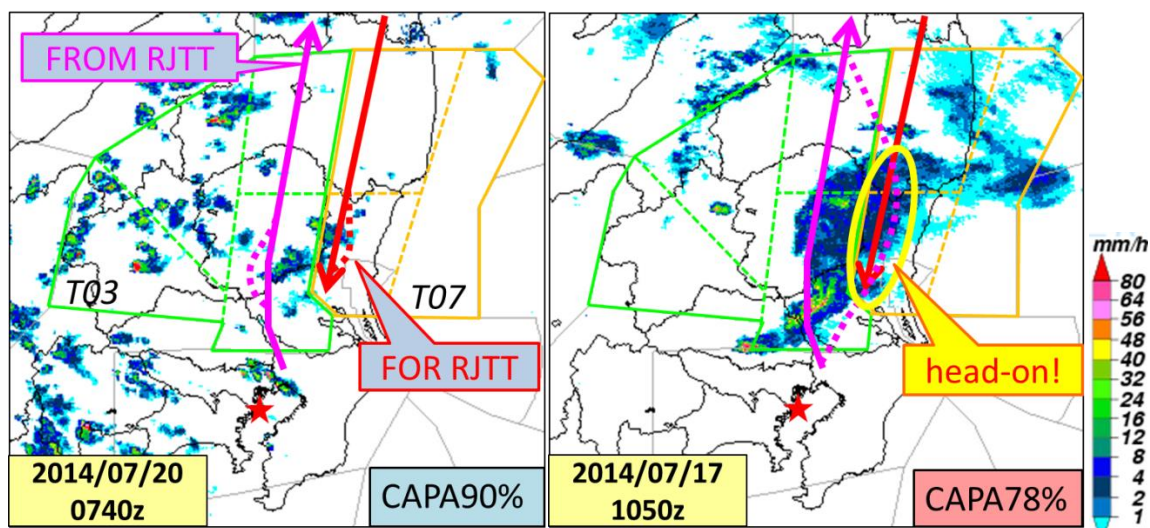 FROM RJTT
T03
T07
FOR RJTT
2014/07/20
0740z
CAPA90%
head-on!
2014/07/17
1050z
CAPA78%
mm/h
80
64
56
48
40
32
24
16
12
8
4
2
1